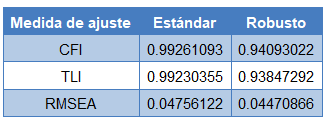 Medida de ajuste Estándar Robusto
CFI 0.99261093 0.94093022
TLI 0.99230355 0.93847292
RMSEA 0.04756122 0.04470866